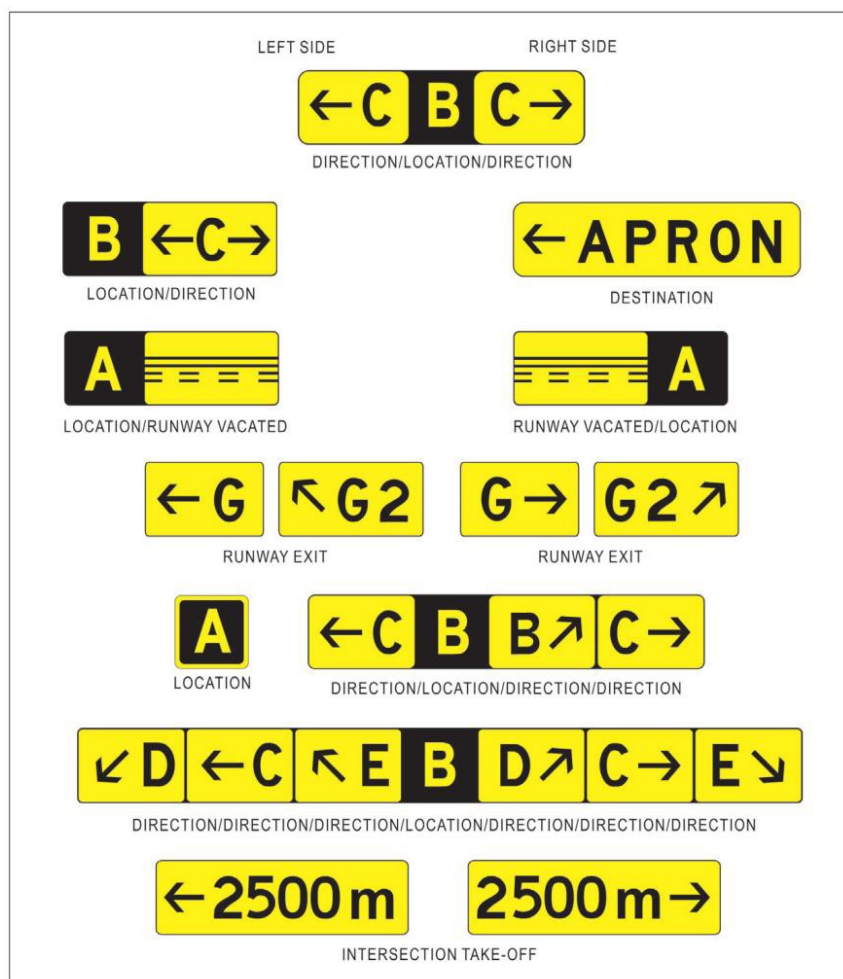 LEFT SIDE RIGHT SIDE
←C B C→
DIRECTION/LOCATION/DIRECTION
B ←C→
LOCATION/DIRECTION
←APRON
DESTINATION
A
LOCATION/RUNWAY VACATED
A
RUNWAY VACATED/LOCATION
←G ↖G2
RUNWAY EXIT
G→ G2↗
RUNWAY EXIT
A
LOCATION
←C B B↗ C→
DIRECTION/LOCATION/DIRECTION/DIRECTION
↙D ←C ↖E B D↗ C→ E↘
DIRECTION/DIRECTION/DIRECTION/LOCATION/DIRECTION/DIRECTION/DIRECTION
←2500 m 2500 m→
INTERSECTION TAKE-OFF